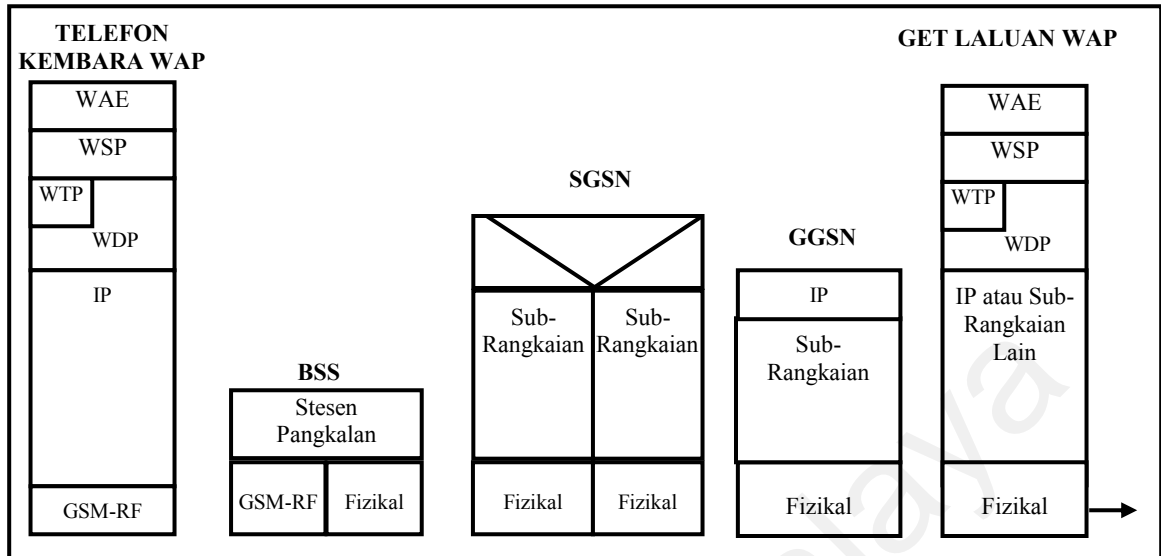 TELEFON
KEMBARA WAP
WAE
WSP
WTP
WDP
IP
GSM-RF
BSS
Stesen
Pangkalan
GSM-RF
Fizikal
SGSN
Sub-
Rangkaian
Sub-
Rangkaian
Fizikal
Fizikal
GGSN
IP
Sub-
Rangkaian
Fizikal
GET LALUAN WAP
WAE
WSP
WTP
WDP
IP atau Sub-
Rangkaian
Lain
Fizikal
laya